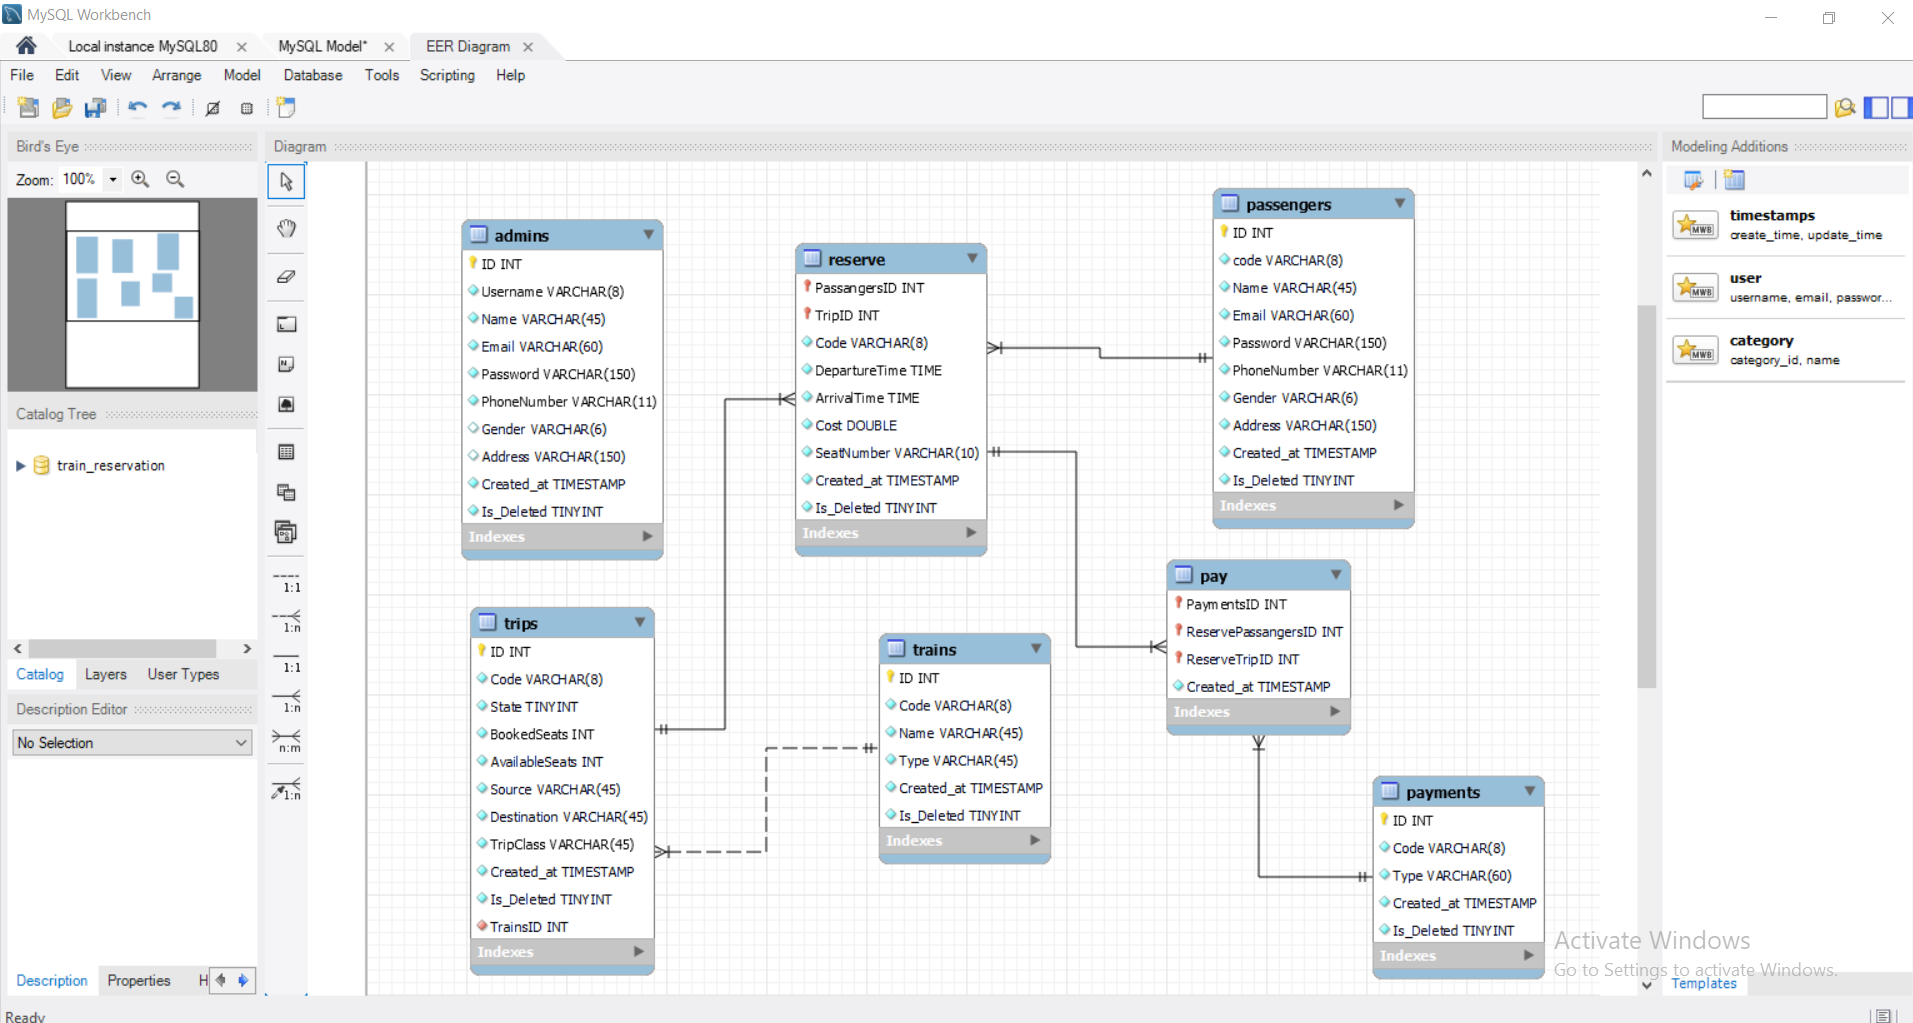 MySQL Workbench
Local instance MySQL80
MySQL Model*
EER Diagram
File Edit View Arrange Model Database Tools Scripting Help
Bird's Eye
Zoom: 100%
Catalog Tree
train_reservation
Catalog Layers User Types
Description Editor
No Selection
Description Properties H
Ready
Diagram
1:1
1:n
1:1
1:n
n:m
1:n
admins
ID INT
Username VARCHAR(8)
Name VARCHAR(45)
Email VARCHAR(60)
Password VARCHAR(150)
PhoneNumber VARCHAR(11)
Gender VARCHAR(6)
Address VARCHAR(150)
Created_at TIMESTAMP
Is_Deleted TINYINT
Indexes
reserve
PassangersID INT
TripID INT
Code VARCHAR(8)
DepartureTime TIME
ArrivalTime TIME
Cost DOUBLE
SeatNumber VARCHAR(10)
Created_at TIMESTAMP
Is_Deleted TINYINT
Indexes
passengers
ID INT
code VARCHAR(8)
Name VARCHAR(45)
Email VARCHAR(60)
Password VARCHAR(150)
PhoneNumber VARCHAR(11)
Gender VARCHAR(6)
Address VARCHAR(150)
Created_at TIMESTAMP
Is_Deleted TINYINT
Indexes
trips
ID INT
Code VARCHAR(8)
State TINYINT
BookedSeats INT
AvailableSeats INT
Source VARCHAR(45)
Destination VARCHAR(45)
TripClass VARCHAR(45)
Created_at TIMESTAMP
Is_Deleted TINYINT
TrainsID INT
Indexes
trains
ID INT
Code VARCHAR(8)
Name VARCHAR(45)
Type VARCHAR(45)
Created_at TIMESTAMP
Is_Deleted TINYINT
Indexes
pay
PaymentsID INT
ReservePassangersID INT
ReserveTripID INT
Created_at TIMESTAMP
Indexes
payments
ID INT
Code VARCHAR(8)
Type VARCHAR(60)
Created_at TIMESTAMP
Is_Deleted TINYINT
Indexes
Modeling Additions
MWB
timestamps
create_time, update_time
MWB
user
username, email, passwor...
MWB
category
category_id, name
Activate Windows
Go to Settings to activate Windows.
Templates